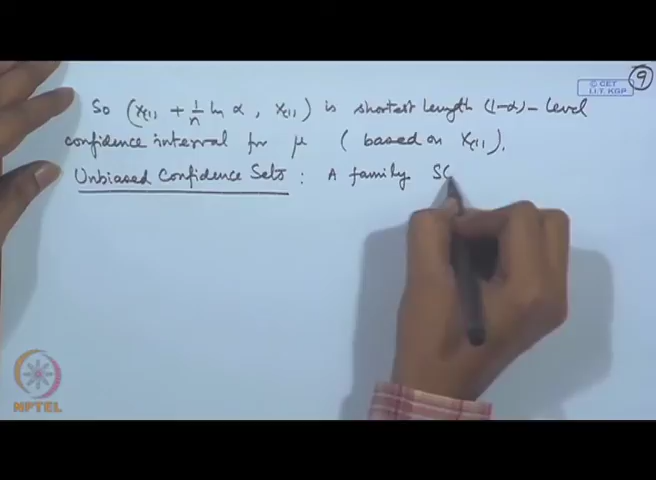 © CET
I.I.T. KGP
9
So (X₍₁₎ + 1/n ln α , X₍₁₎) is shortest length (1-α)- level
confidence interval for μ ( based on X₍₁₎).
Unbiased Confidence Sets : A family S(
NPTEL